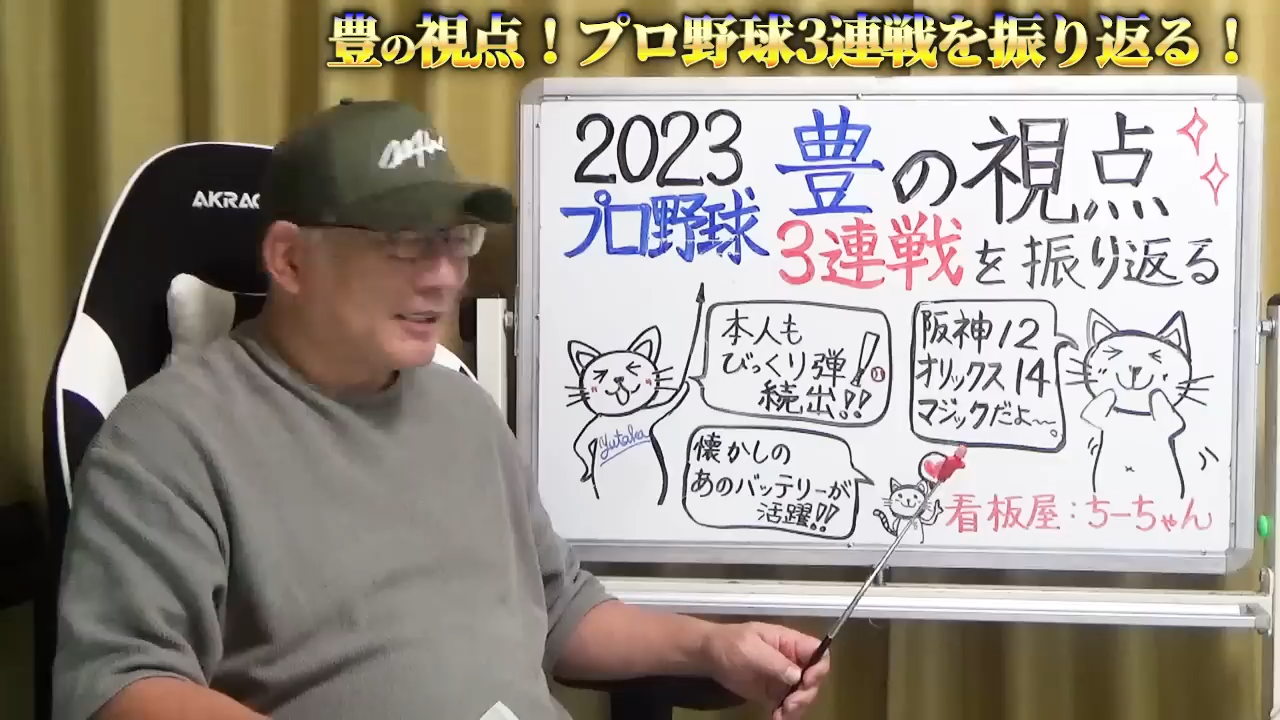 豊の視点！プロ野球3連戦を振り返る！
2023 豊の視点
プロ野球 3連戦を振り返る
AKRAC
本人も
びっくり弾!
続出!!
阪神12
オリックス14
マジックだよ〜。
yutaka
懐かしの
あのバッテリーが
活躍!!
看板屋：ちーちゃん